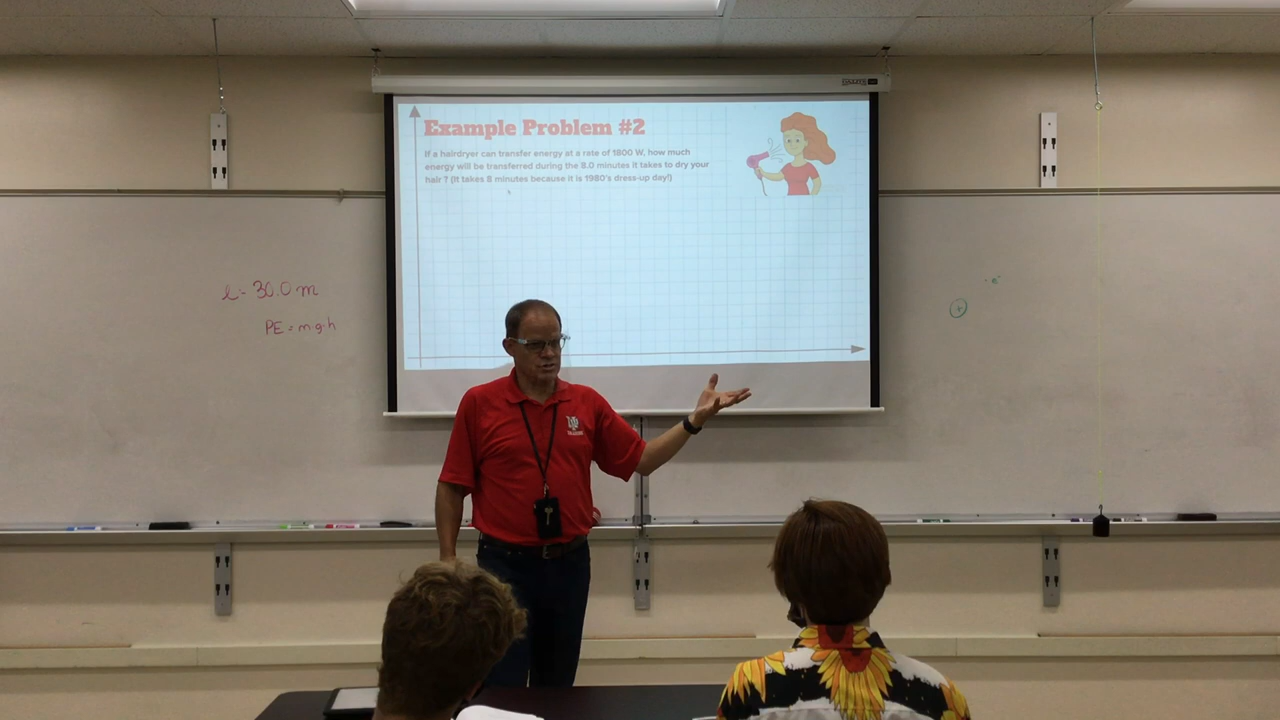 Example Problem #2
If a hairdryer can transfer energy at a rate of 1800 W, how much
energy will be transferred during the 8.0 minutes it takes to dry your
hair ? (It takes 8 minutes because it is 1980's dress-up day!)
l = 30.0 m
PE = m·g·h
+
- e⁻